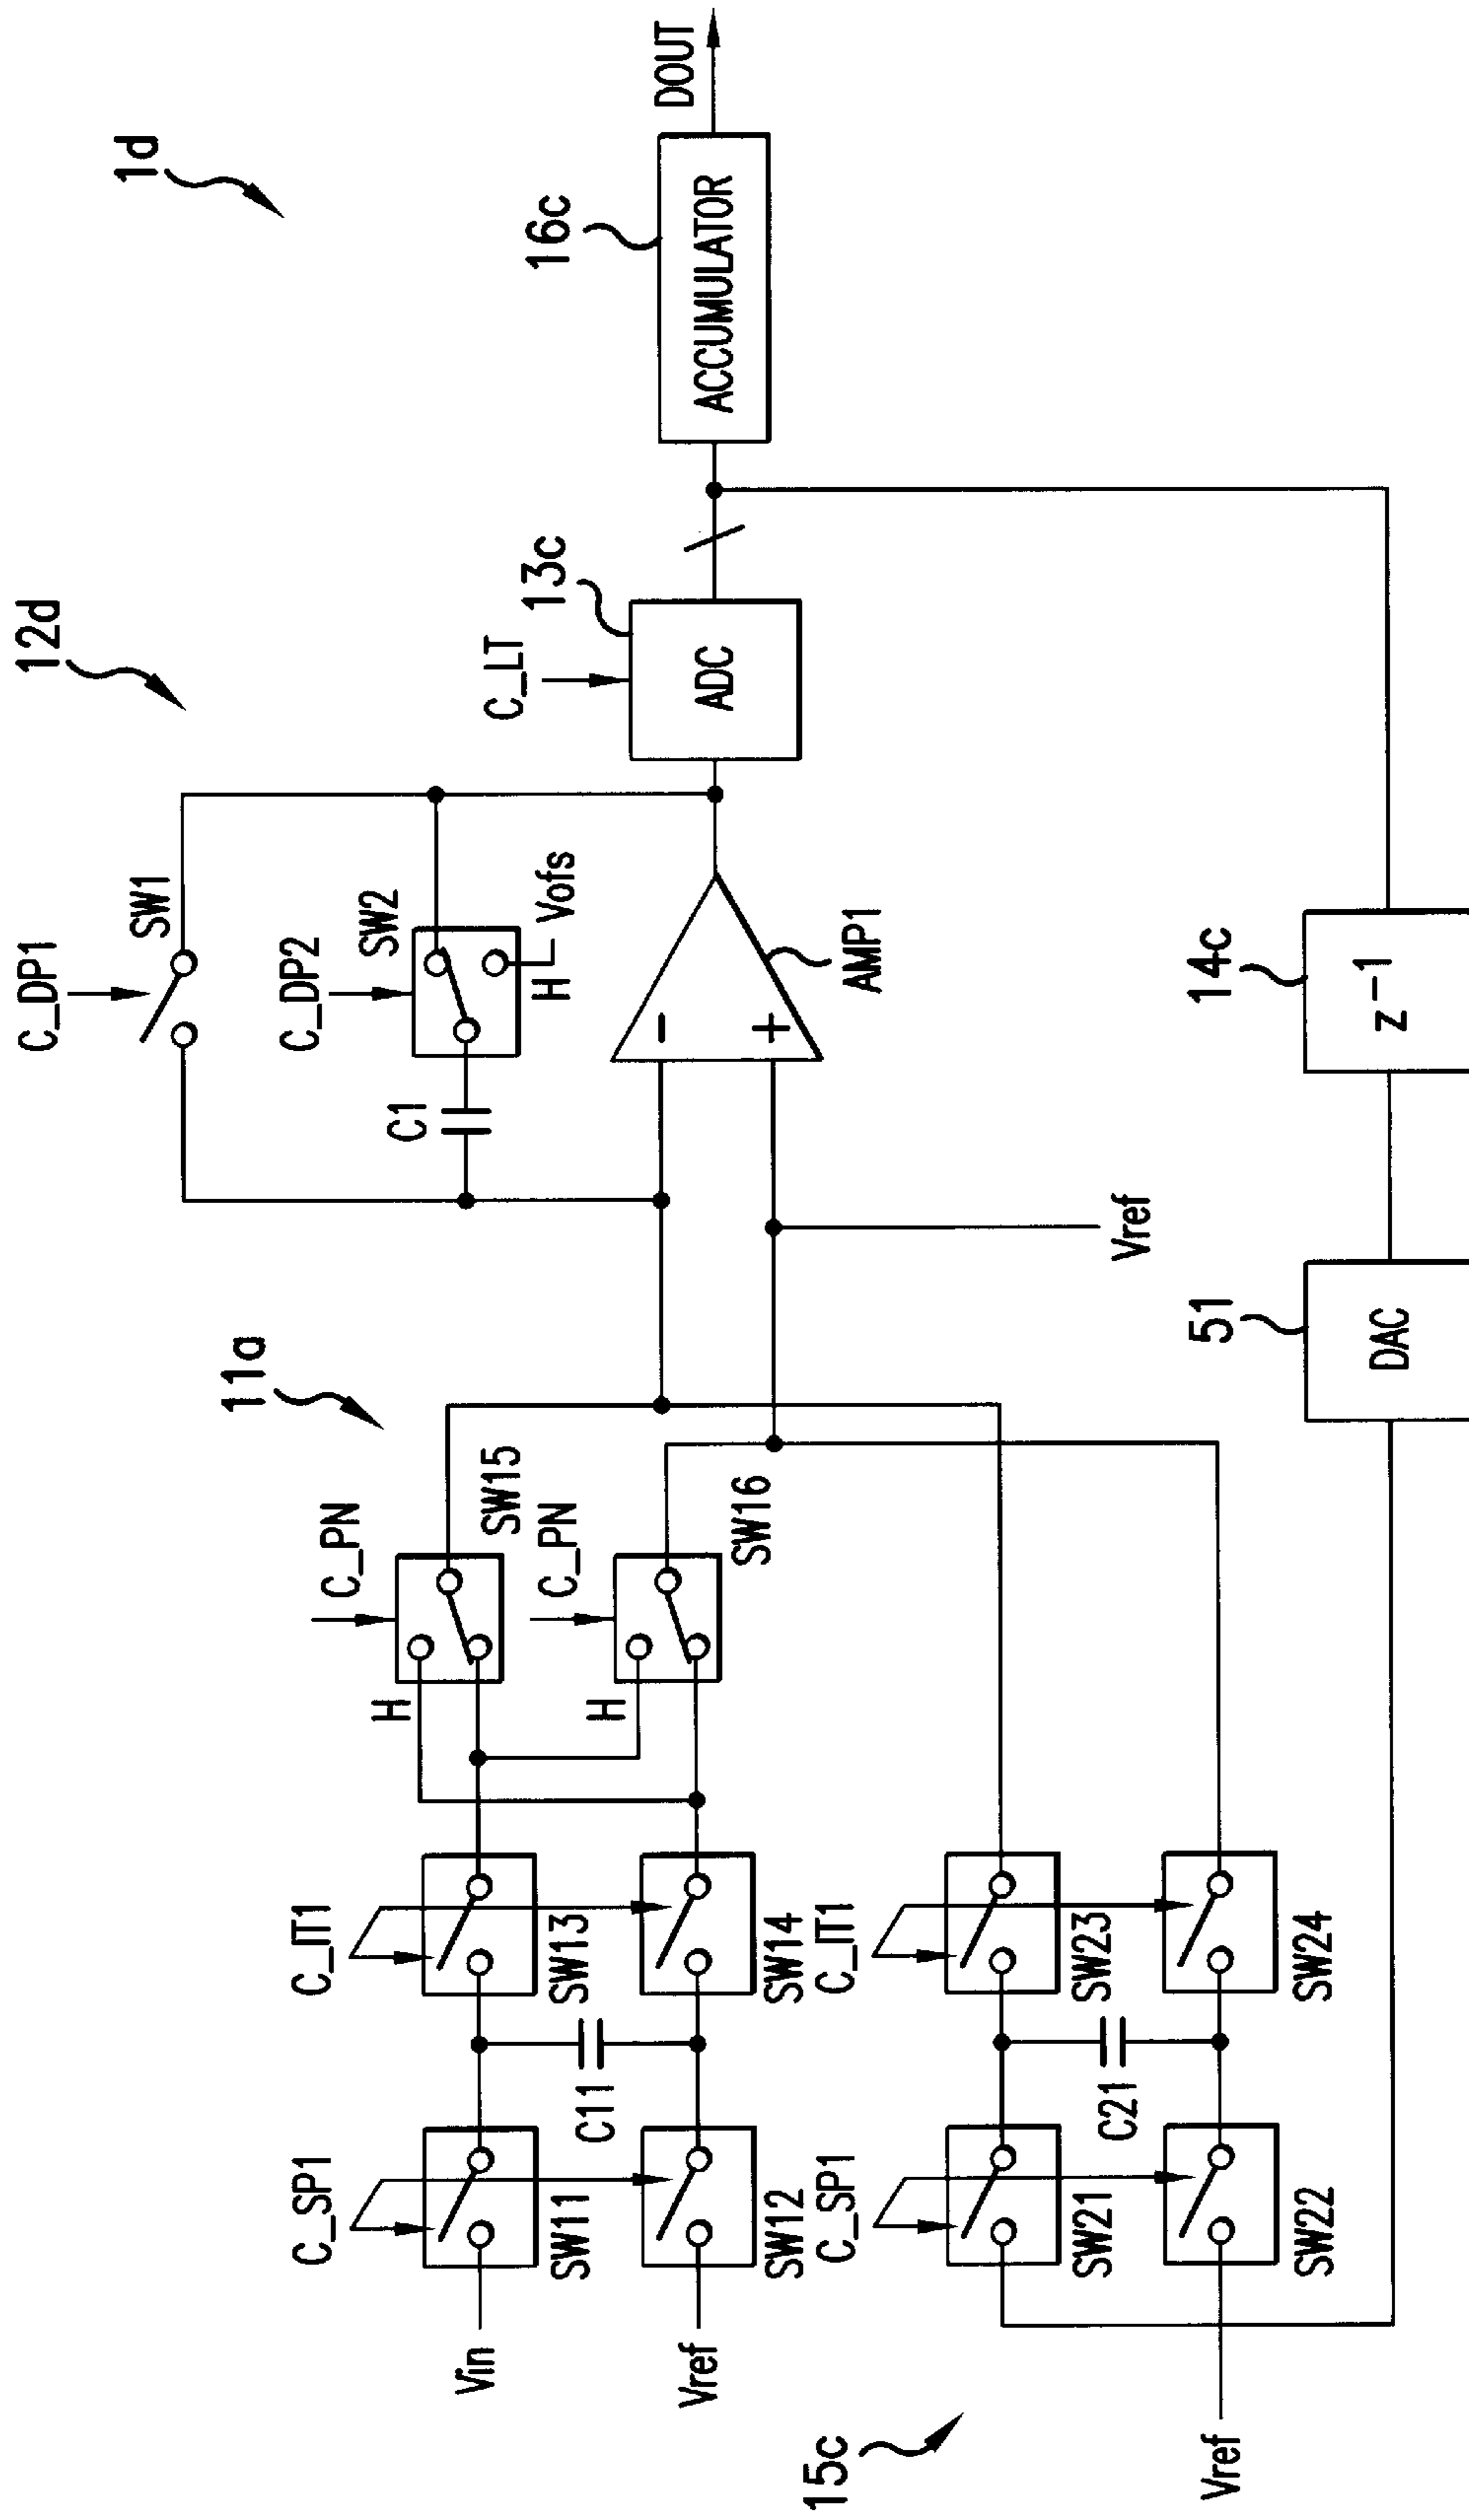 1d
12d
C_DP1
SW1
C_DP2
SW2
C1
H
Vofs
AMP1
-
+
C_LT
13c
ADC
16c
ACCUMULATOR
DOUT
11a
C_PN
SW15
H
C_PN
SW16
H
C_IT1
SW13
SW14
C_SP1
SW11
SW12
C11
Vin
Vref
Vref
C_IT1
SW23
SW24
C_SP1
SW21
SW22
C21
Vref
15c
51
DAC
14c
z-1